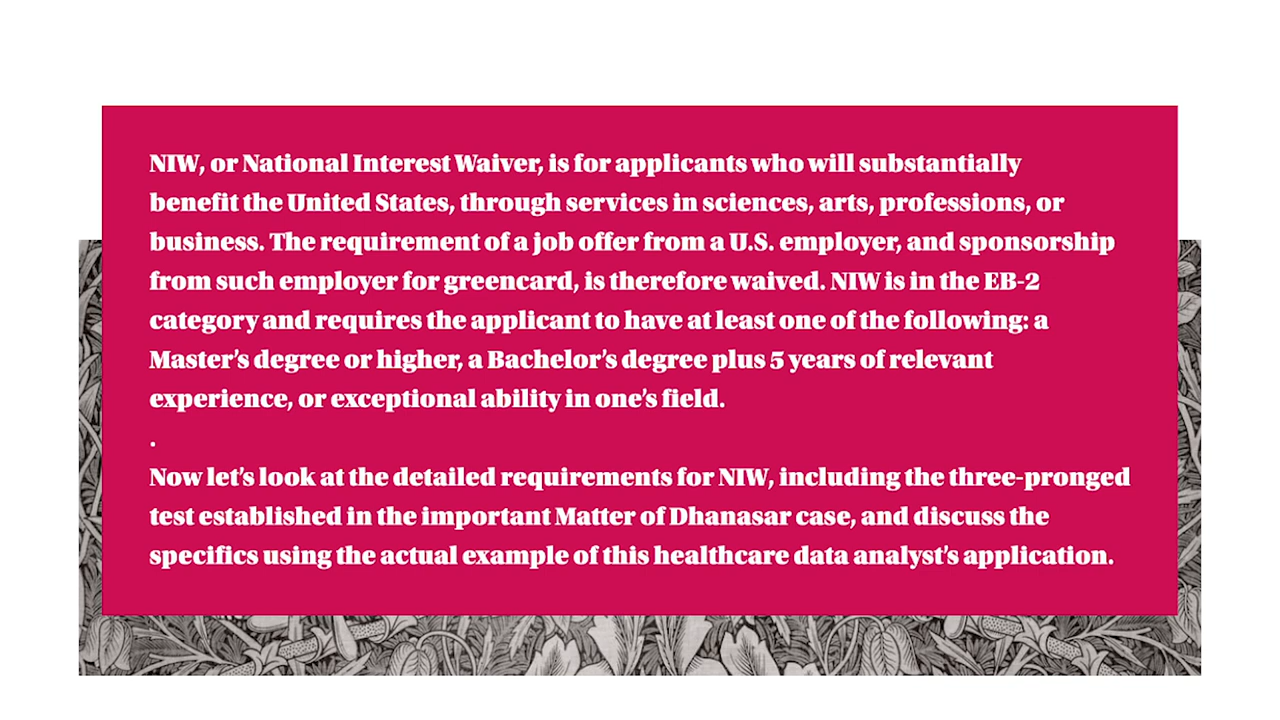 NIW, or National Interest Waiver, is for applicants who will substantially
benefit the United States, through services in sciences, arts, professions, or
business. The requirement of a job offer from a U.S. employer, and sponsorship
from such employer for greencard, is therefore waived. NIW is in the EB-2
category and requires the applicant to have at least one of the following: a
Master’s degree or higher, a Bachelor’s degree plus 5 years of relevant
experience, or exceptional ability in one’s field.
.
Now let’s look at the detailed requirements for NIW, including the three-pronged
test established in the important Matter of Dhanasar case, and discuss the
specifics using the actual example of this healthcare data analyst’s application.